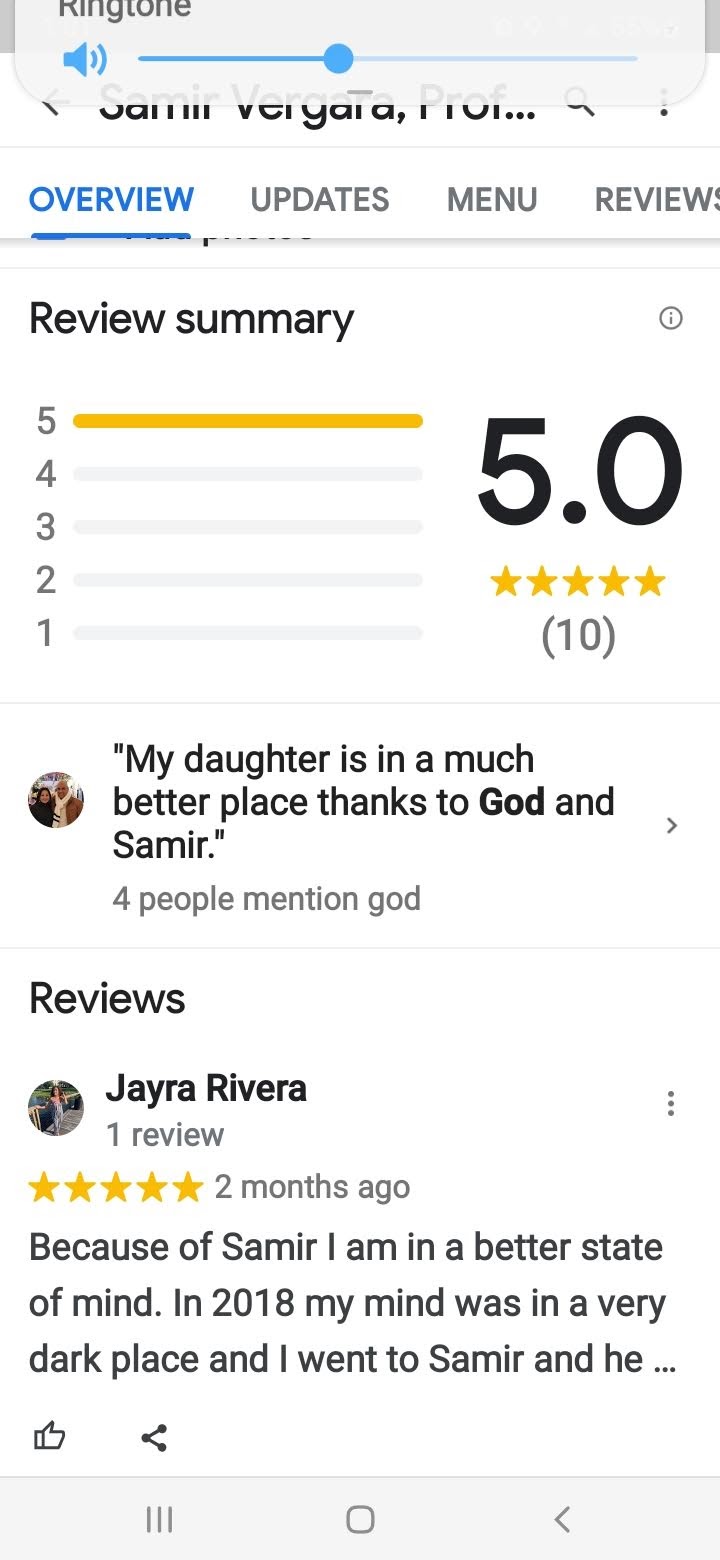 Ringtone
Samir Vergara, Prof...
OVERVIEW UPDATES MENU REVIEWS
Add photos
Review summary
5
4
3
2
1
5.0
(10)
"My daughter is in a much
better place thanks to God and
Samir."
4 people mention god
Reviews
Jayra Rivera
1 review
2 months ago
Because of Samir I am in a better state
of mind. In 2018 my mind was in a very
dark place and I went to Samir and he ...